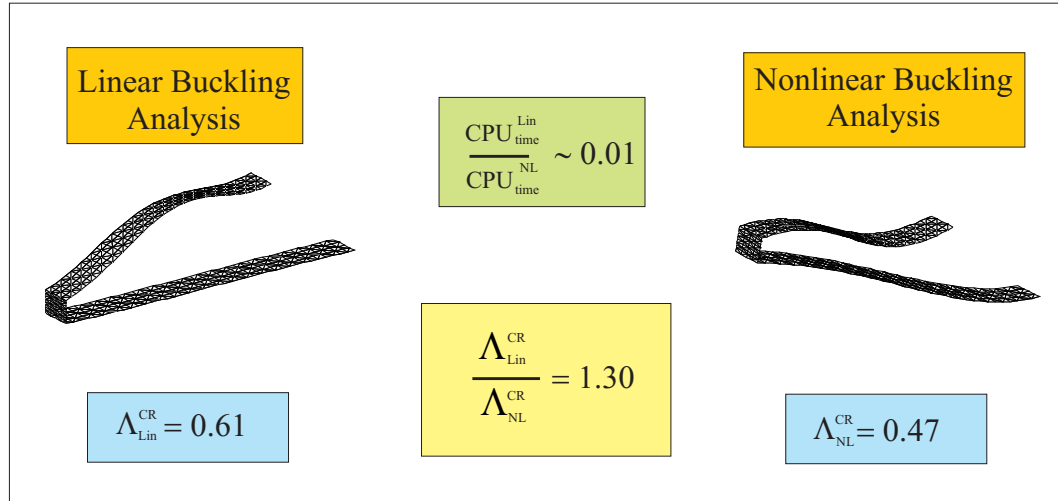 Linear Buckling
Analysis
Nonlinear Buckling
Analysis
CPU_time^Lin / CPU_time^NL ~ 0.01
Λ_Lin^CR / Λ_NL^CR = 1.30
Λ_Lin^CR = 0.61
Λ_NL^CR = 0.47